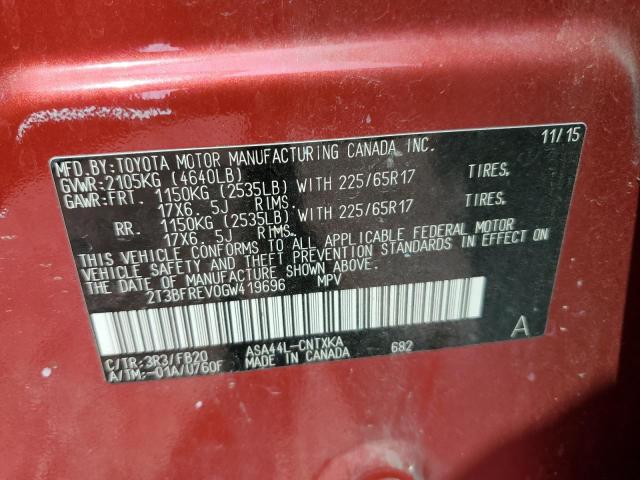 MFD.BY:TOYOTA MOTOR MANUFACTURING CANADA INC. 11/15
GVWR:2105KG (4640LB)
GAWR:FRT. 1150KG (2535LB) WITH 225/65R17 TIRES,
17X6.5J RIMS.
RR. 1150KG (2535LB) WITH 225/65R17 TIRES,
17X6.5J RIMS.
THIS VEHICLE CONFORMS TO ALL APPLICABLE FEDERAL MOTOR
VEHICLE SAFETY AND THEFT PREVENTION STANDARDS IN EFFECT ON
THE DATE OF MANUFACTURE SHOWN ABOVE.
2T3BFREV0GW419696 MPV
A
C/TR:3R3/FB20 ASA44L-CNTXKA 682
A/TM:-01A/U760F MADE IN CANADA